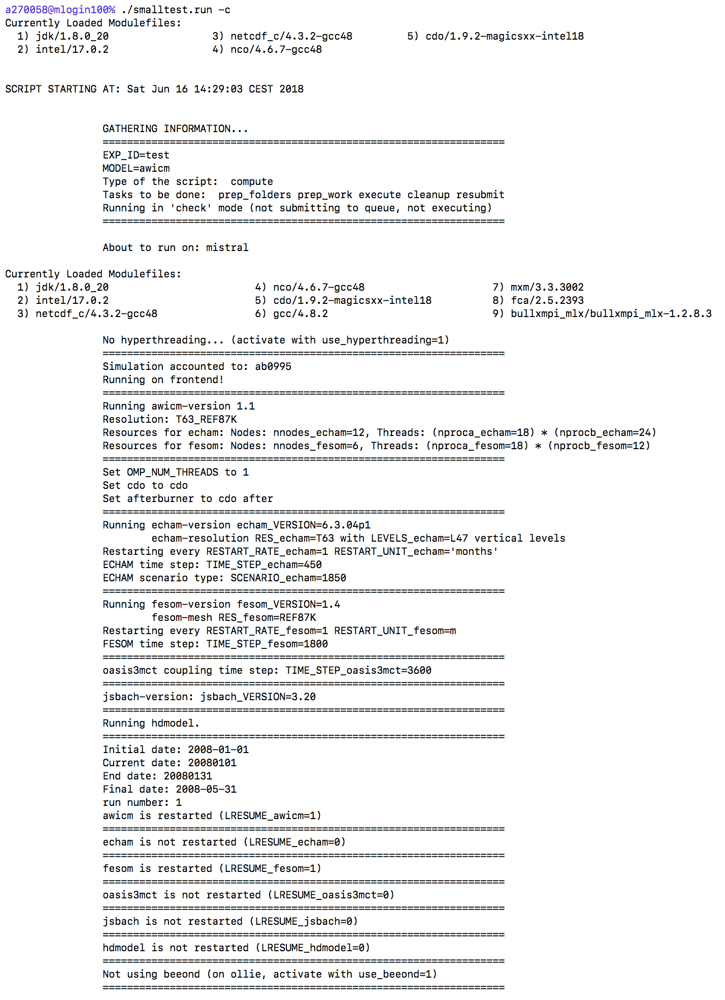 a270058@mlogin100% ./smalltest.run -c
Currently Loaded Modulefiles:
  1) jdk/1.8.0_20                 3) netcdf_c/4.3.2-gcc48         5) cdo/1.9.2-magicsxx-intel18
  2) intel/17.0.2                 4) nco/4.6.7-gcc48
SCRIPT STARTING AT: Sat Jun 16 14:29:03 CEST 2018
GATHERING INFORMATION...
==================================================================
EXP_ID=test
MODEL=awicm
Type of the script:  compute
Tasks to be done:  prep_folders prep_work execute cleanup resubmit
Running in 'check' mode (not submitting to queue, not executing)
==================================================================
About to run on: mistral
Currently Loaded Modulefiles:
  1) jdk/1.8.0_20                        4) nco/4.6.7-gcc48                     7) mxm/3.3.3002
  2) intel/17.0.2                        5) cdo/1.9.2-magicsxx-intel18          8) fca/2.5.2393
  3) netcdf_c/4.3.2-gcc48                6) gcc/4.8.2                           9) bullxmpi_mlx/bullxmpi_mlx-1.2.8.3
No hyperthreading... (activate with use_hyperthreading=1)
==================================================================
Simulation accounted to: ab0995
Running on frontend!
==================================================================
Running awicm-version 1.1
Resolution: T63_REF87K
Resources for echam: Nodes: nnodes_echam=12, Threads: (nproca_echam=18) * (nprocb_echam=24)
Resources for fesom: Nodes: nnodes_fesom=6, Threads: (nproca_fesom=18) * (nprocb_fesom=12)
==================================================================
Set OMP_NUM_THREADS to 1
Set cdo to cdo
Set afterburner to cdo after
==================================================================
Running echam-version echam_VERSION=6.3.04p1
        echam-resolution RES_echam=T63 with LEVELS_echam=L47 vertical levels
Restarting every RESTART_RATE_echam=1 RESTART_UNIT_echam='months'
ECHAM time step: TIME_STEP_echam=450
ECHAM scenario type: SCENARIO_echam=1850
==================================================================
Running fesom-version fesom_VERSION=1.4
        fesom-mesh RES_fesom=REF87K
Restarting every RESTART_RATE_fesom=1 RESTART_UNIT_fesom=m
FESOM time step: TIME_STEP_fesom=1800
==================================================================
oasis3mct coupling time step: TIME_STEP_oasis3mct=3600
==================================================================
jsbach-version: jsbach_VERSION=3.20
==================================================================
Running hdmodel.
==================================================================
Initial date: 2008-01-01
Current date: 20080101
End date: 20080131
Final date: 2008-05-31
run number: 1
awicm is restarted (LRESUME_awicm=1)
==================================================================
echam is not restarted (LRESUME_echam=0)
==================================================================
fesom is restarted (LRESUME_fesom=1)
==================================================================
oasis3mct is not restarted (LRESUME_oasis3mct=0)
==================================================================
jsbach is not restarted (LRESUME_jsbach=0)
==================================================================
hdmodel is not restarted (LRESUME_hdmodel=0)
==================================================================
Not using beeond (on ollie, activate with use_beeond=1)
==================================================================